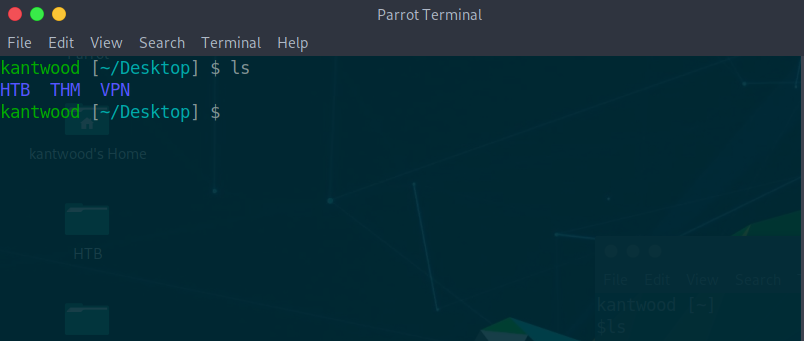 Parrot Terminal
File Edit View Search Terminal Help
kantwood [~/Desktop] $ ls
HTB THM VPN
kantwood [~/Desktop] $
kantwood's Home
HTB
File Edit View Search
kantwood [~]
$ls